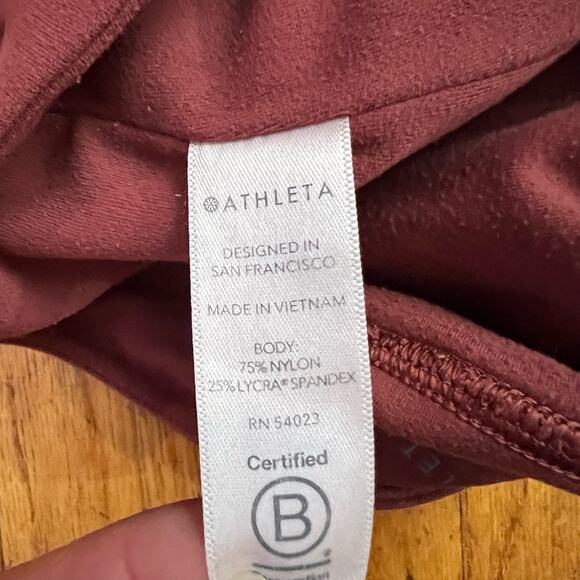 ATHLETA
DESIGNED IN
SAN FRANCISCO
MADE IN VIETNAM
BODY:
75% NYLON
25% LYCRA® SPANDEX
RN 54023
Certified
B
®